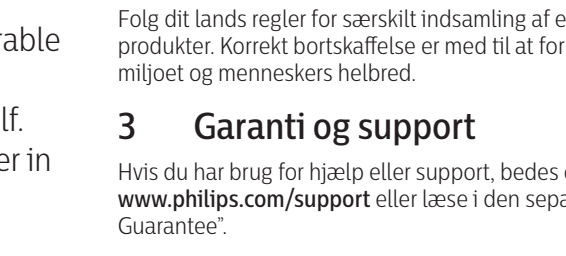 rable
lf.
er in
Folg dit lands regler for særskilt indsamling af e
produkter. Korrekt bortskaffelse er med til at for
miljoet og menneskers helbred.
3 Garanti og support
Hvis du har brug for hjælp eller support, bedes
www.philips.com/support eller læse i den sepa
Guarantee”.